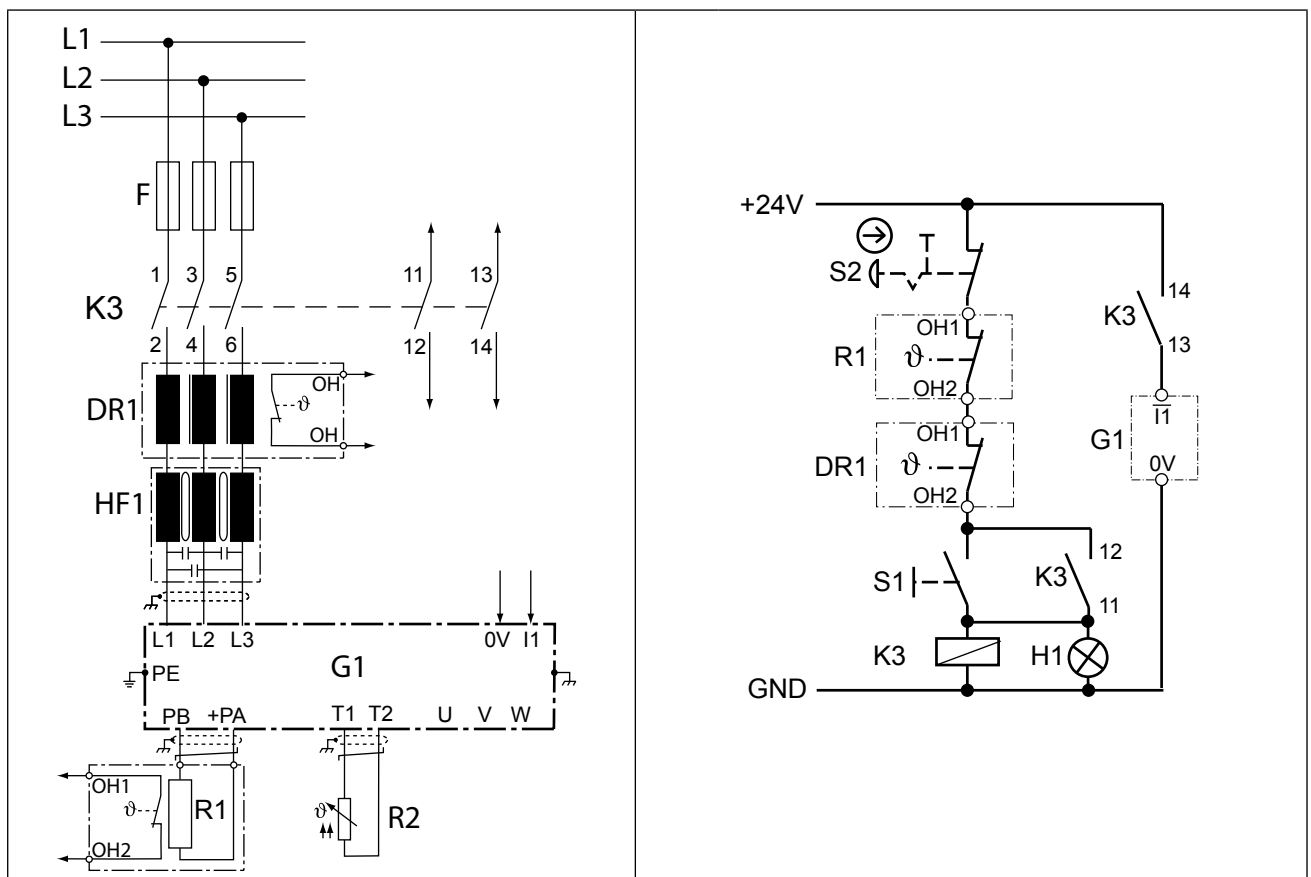 L1
L2
L3
F
1 3 5 11 13
K3
2 4 6 12 14
OH
DR1 ϑ
OH
HF1
L1 L2 L3 0V I1
PE G1
PB +PA T1 T2 U V W
OH1
ϑ R1 ϑ R2
OH2
+24V
S2
14
K3
OH1 13
R1 ϑ
OH2 I1
OH1 G1
DR1 ϑ 0V
OH2
12
S1 K3
11
K3 H1
GND